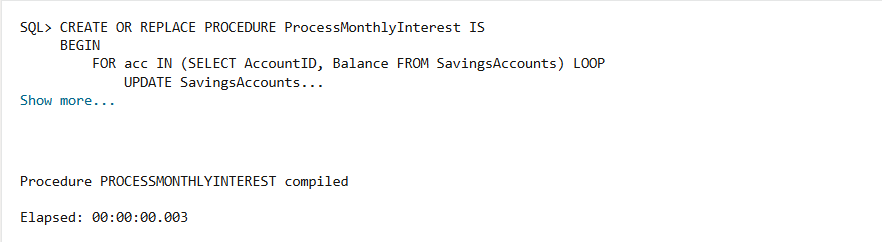 SQL> CREATE OR REPLACE PROCEDURE ProcessMonthlyInterest IS
BEGIN
FOR acc IN (SELECT AccountID, Balance FROM SavingsAccounts) LOOP
UPDATE SavingsAccounts...
Show more...
Procedure PROCESSMONTHLYINTEREST compiled
Elapsed: 00:00:00.003